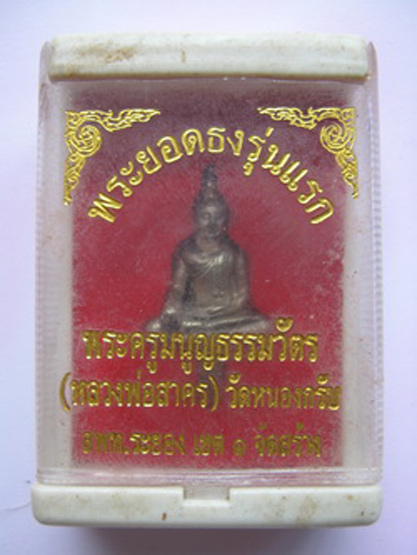 พระยอดธงรุ่นแรก
พระครูมนูญธรรมวัตร
(หลวงพ่อสาคร) วัดหนองกรับ
สพท.ระยอง เขต ๑ จัดสร้าง